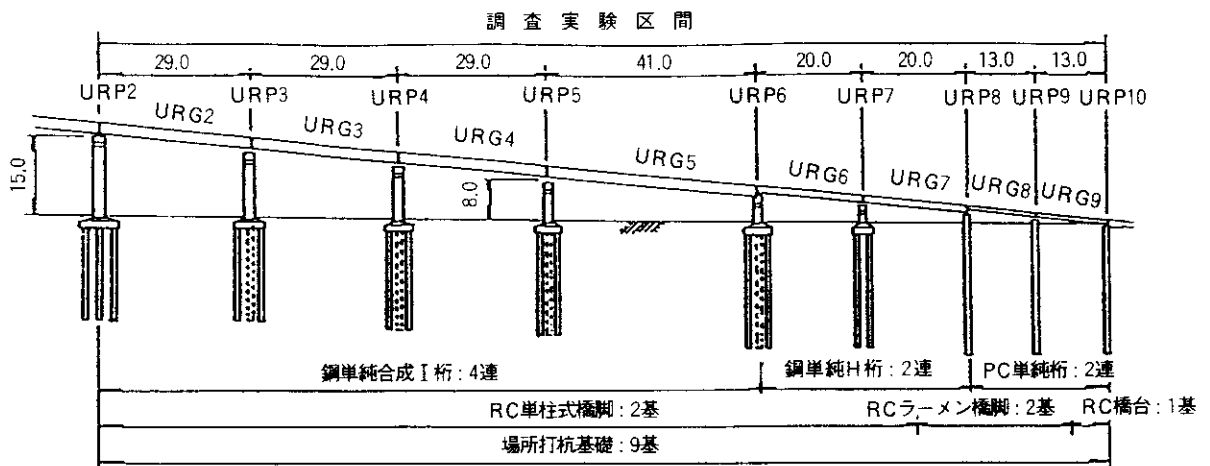 調査実験区間
29.0 29.0 29.0 41.0 20.0 20.0 13.0 13.0
URP2 URP3 URP4 URP5 URP6 URP7 URP8 URP9 URP10
URG2 URG3 URG4 URG5 URG6 URG7 URG8 URG9
15.0 8.0
鋼単純合成I桁:4連 鋼単純H桁:2連 PC単純桁:2連
RC単柱式橋脚:2基 RCラーメン橋脚:2基 RC橋台:1基
場所打杭基礎:9基